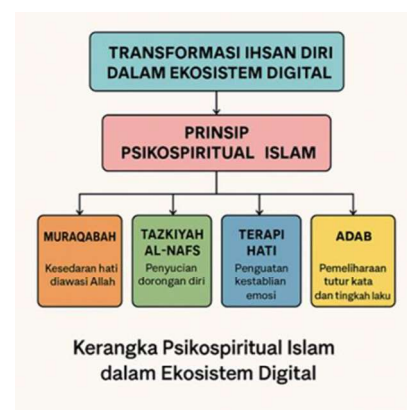 TRANSFORMASI IHSAN DIRI
DALAM EKOSISTEM DIGITAL
PRINSIP
PSIKOSPIRITUAL ISLAM
MURAQABAH
Kesedaran hati
diawasi Allah
TAZKIYAH
AL-NAFS
Penyucian
dorongan diri
TERAPI
HATI
Penguatan
kestablian
emosi
ADAB
Pemeliharaan
tutur kata
dan tingkah laku
Kerangka Psikospiritual Islam
dalam Ekosistem Digital